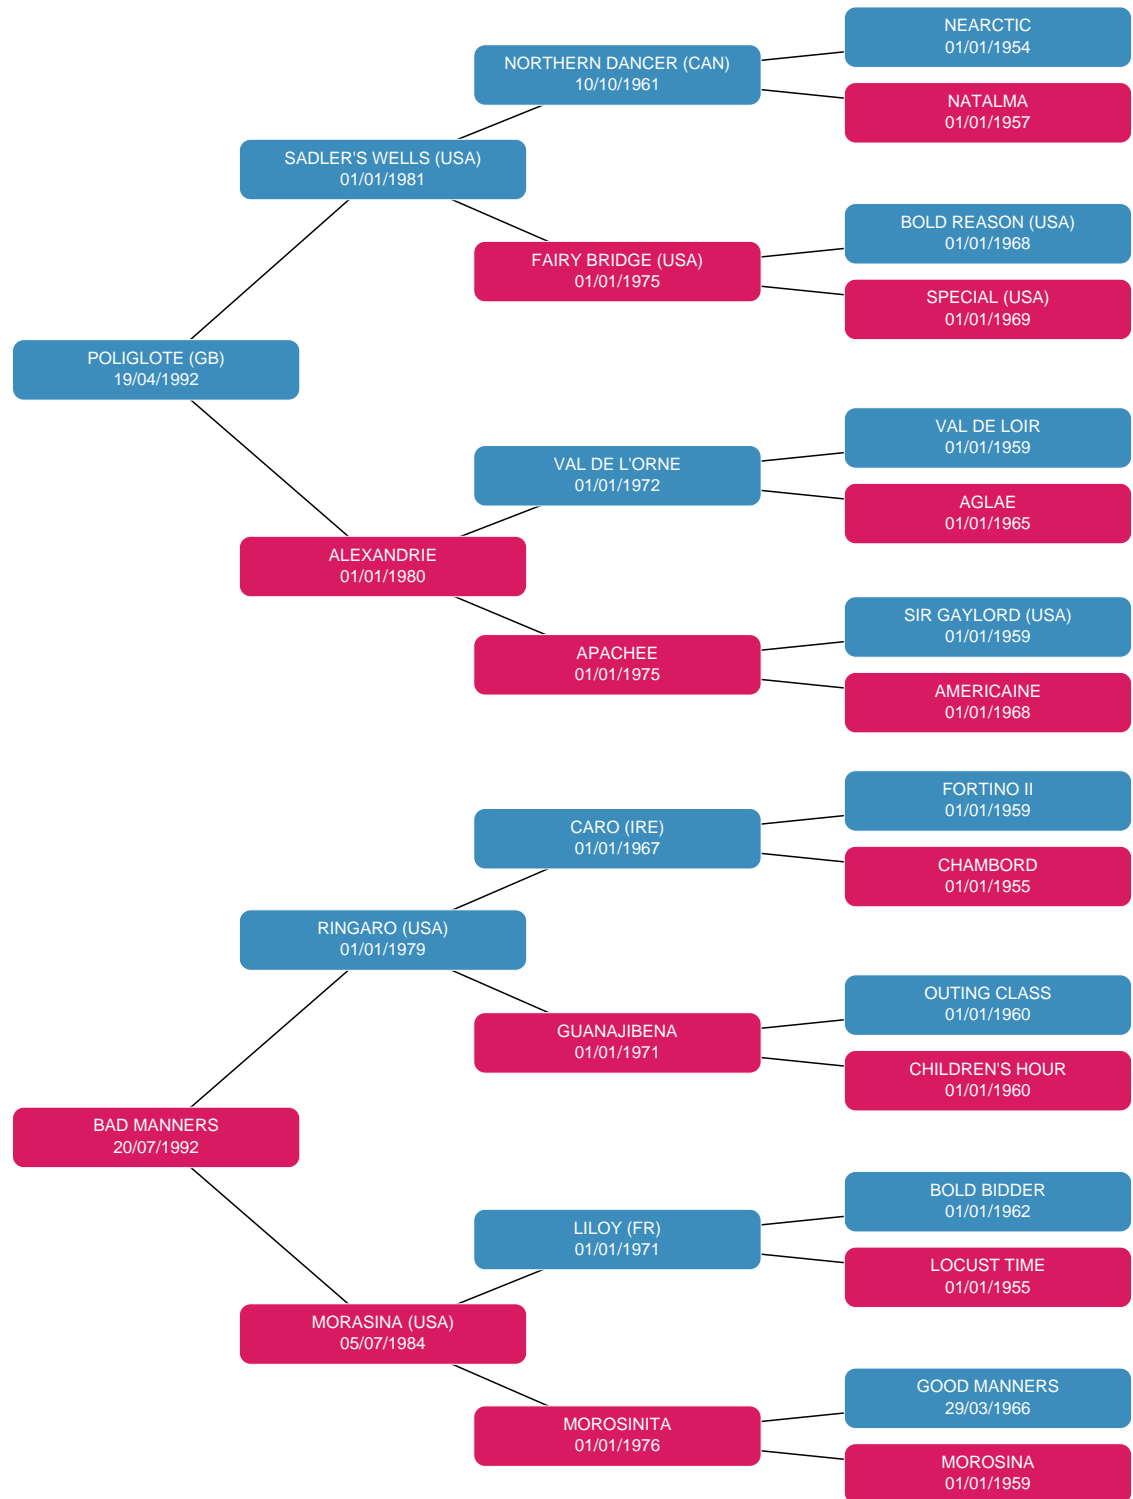 NEARCTIC
01/01/1954
NORTHERN DANCER (CAN)
10/10/1961
NATALMA
01/01/1957
SADLER'S WELLS (USA)
01/01/1981
BOLD REASON (USA)
01/01/1968
FAIRY BRIDGE (USA)
01/01/1975
SPECIAL (USA)
01/01/1969
POLIGLOTE (GB)
19/04/1992
VAL DE LOIR
01/01/1959
VAL DE L'ORNE
01/01/1972
AGLAE
01/01/1965
ALEXANDRIE
01/01/1980
SIR GAYLORD (USA)
01/01/1959
APACHEE
01/01/1975
AMERICAINE
01/01/1968
FORTINO II
01/01/1959
CARO (IRE)
01/01/1967
CHAMBORD
01/01/1955
RINGARO (USA)
01/01/1979
OUTING CLASS
01/01/1960
GUANAJIBENA
01/01/1971
CHILDREN'S HOUR
01/01/1960
BAD MANNERS
20/07/1992
BOLD BIDDER
01/01/1962
LILOY (FR)
01/01/1971
LOCUST TIME
01/01/1955
MORASINA (USA)
05/07/1984
GOOD MANNERS
29/03/1966
MOROSINITA
01/01/1976
MOROSINA
01/01/1959